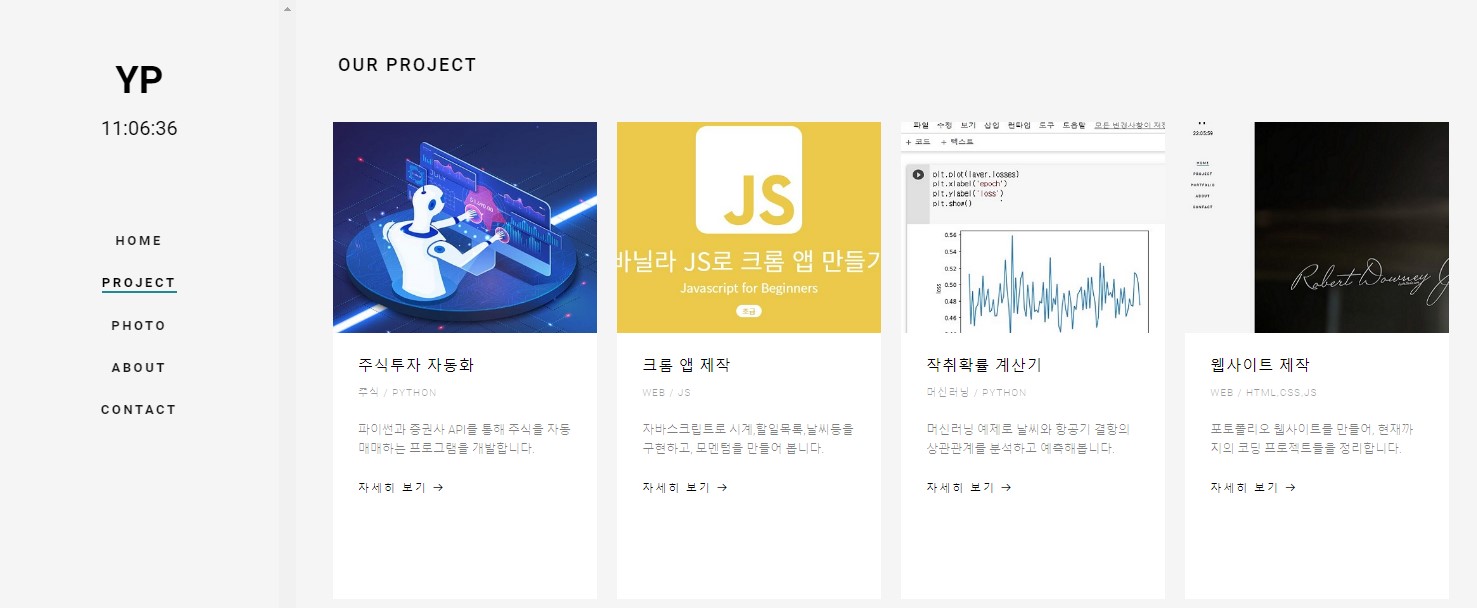 YP
11:06:36
HOME
PROJECT
PHOTO
ABOUT
CONTACT
OUR PROJECT
JS
바닐라 JS로 크롬 앱 만들기
Javascript for Beginners
초급
파일 수정 보기 삽입 런타임 도구 도움말 모든 변경사항이 저장
+ 코드 + 텍스트
plt.plot(layer.losses)
plt.xlabel('epoch')
plt.ylabel('loss')
plt.show()
0.56
0.54
0.52
0.50
0.48
0.46
0.44
loss
22:05:59
HOME
PROJECT
PORTFOLIO
ABOUT
CONTACT
Robert Downey J
주식투자 자동화
주식 / PYTHON
파이썬과 증권사 API를 통해 주식을 자동
매매하는 프로그램을 개발합니다.
자세히 보기 →
크롬 앱 제작
WEB / JS
자바스크립트로 시계,할일목록,날씨등을
구현하고, 모멘텀을 만들어 봅니다.
자세히 보기 →
작취확률 계산기
머신러닝 / PYTHON
머신러닝 예제로 날씨와 항공기 결항의
상관관계를 분석하고 예측해봅니다.
자세히 보기 →
웹사이트 제작
WEB / HTML.CSS.JS
포토폴리오 웹사이트를 만들어, 현재까
지의 코딩 프로젝트들을 정리합니다.
자세히 보기 →